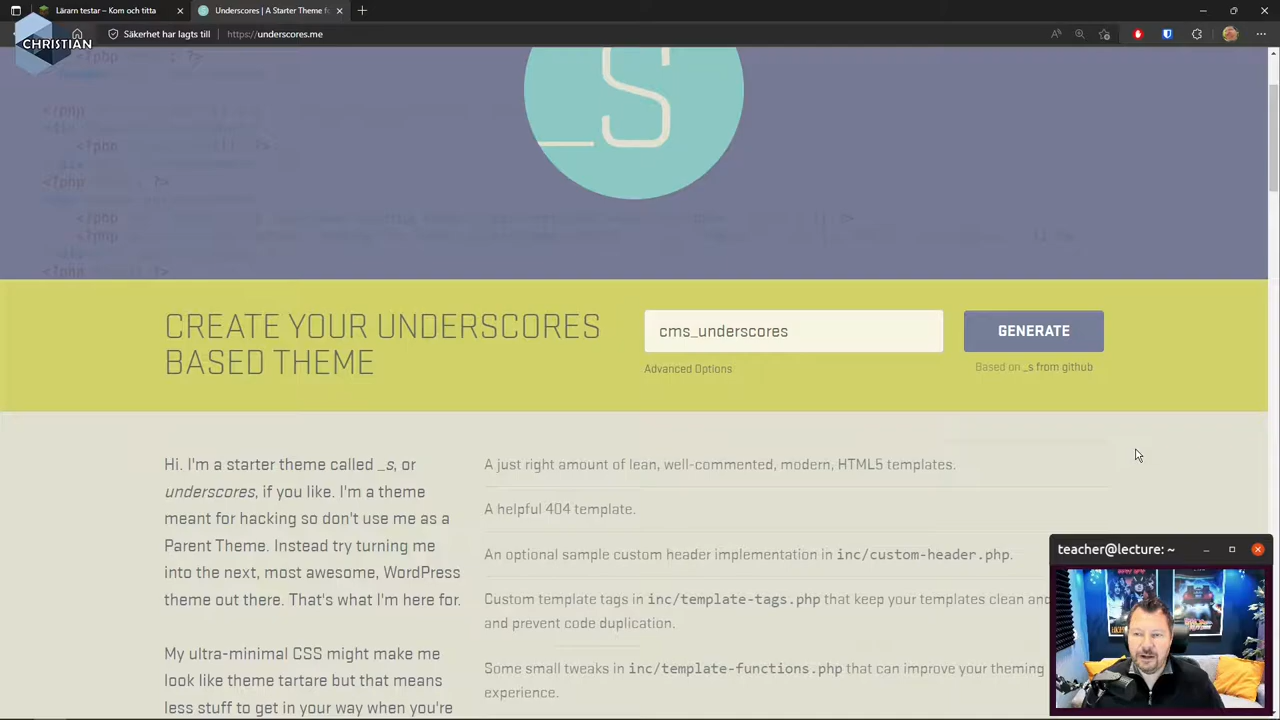 Lärarn testar – Kom och titta
Underscores | A Starter Theme f
CHRISTIAN
Säkerhet har lagts till
https://underscores.me
_S
CREATE YOUR UNDERSCORES
BASED THEME
cms_underscores
GENERATE
Advanced Options
Based on _s from github
Hi. I'm a starter theme called _s, or
underscores, if you like. I'm a theme
meant for hacking so don't use me as a
Parent Theme. Instead try turning me
into the next, most awesome, WordPress
theme out there. That's what I'm here for.
My ultra-minimal CSS might make me
look like theme tartare but that means
less stuff to get in your way when you're
A just right amount of lean, well-commented, modern, HTML5 templates.
A helpful 404 template.
An optional sample custom header implementation in inc/custom-header.php.
Custom template tags in inc/template-tags.php that keep your templates clean and
and prevent code duplication.
Some small tweaks in inc/template-functions.php that can improve your theming
experience.
teacher@lecture: ~